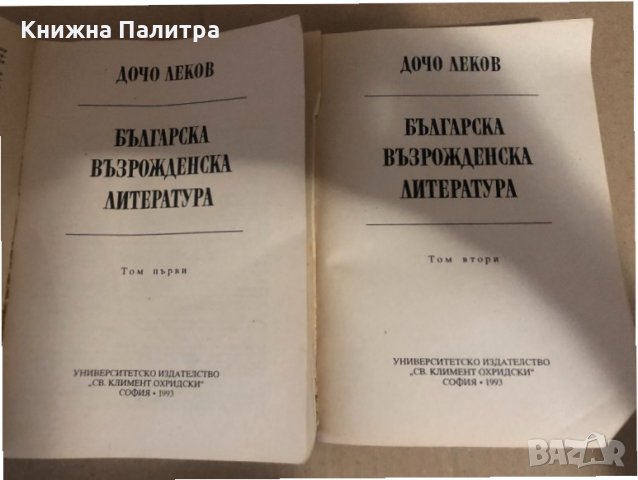 Книжна Палитра
ДОЧО ЛЕКОВ
БЪЛГАРСКА
ВЪЗРОЖДЕНСКА
ЛИТЕРАТУРА
Том първи
УНИВЕРСИТЕТСКО ИЗДАТЕЛСТВО
„СВ. КЛИМЕНТ ОХРИДСКИ“
СОФИЯ • 1993
ДОЧО ЛЕКОВ
БЪЛГАРСКА
ВЪЗРОЖДЕНСКА
ЛИТЕРАТУРА
Том втори
УНИВЕРСИТЕТСКО ИЗДАТЕЛСТВО
„СВ. КЛИМЕНТ ОХРИДСКИ“
СОФИЯ • 1993
BAZAR